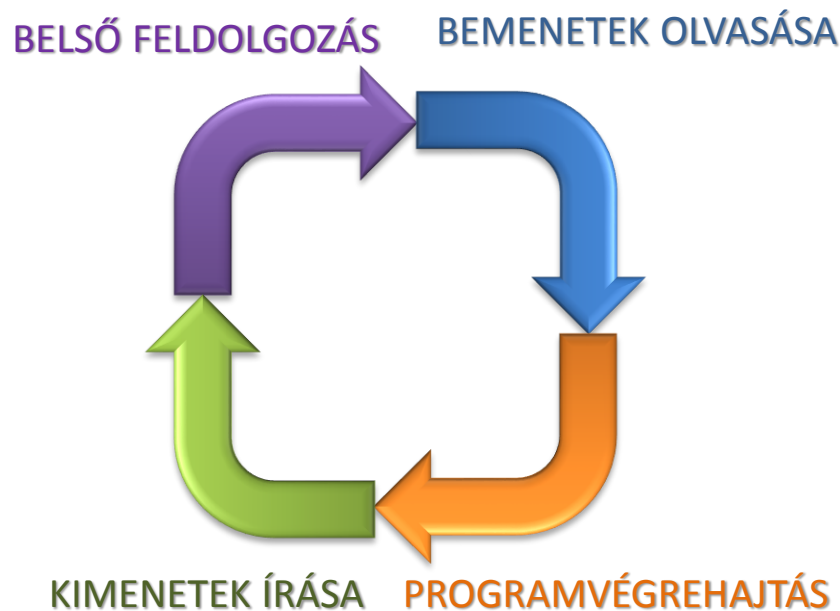 BELSŐ FELDOLGOZÁS
BEMENETEK OLVASÁSA
KIMENETEK ÍRÁSA
PROGRAMVÉGREHAJTÁS